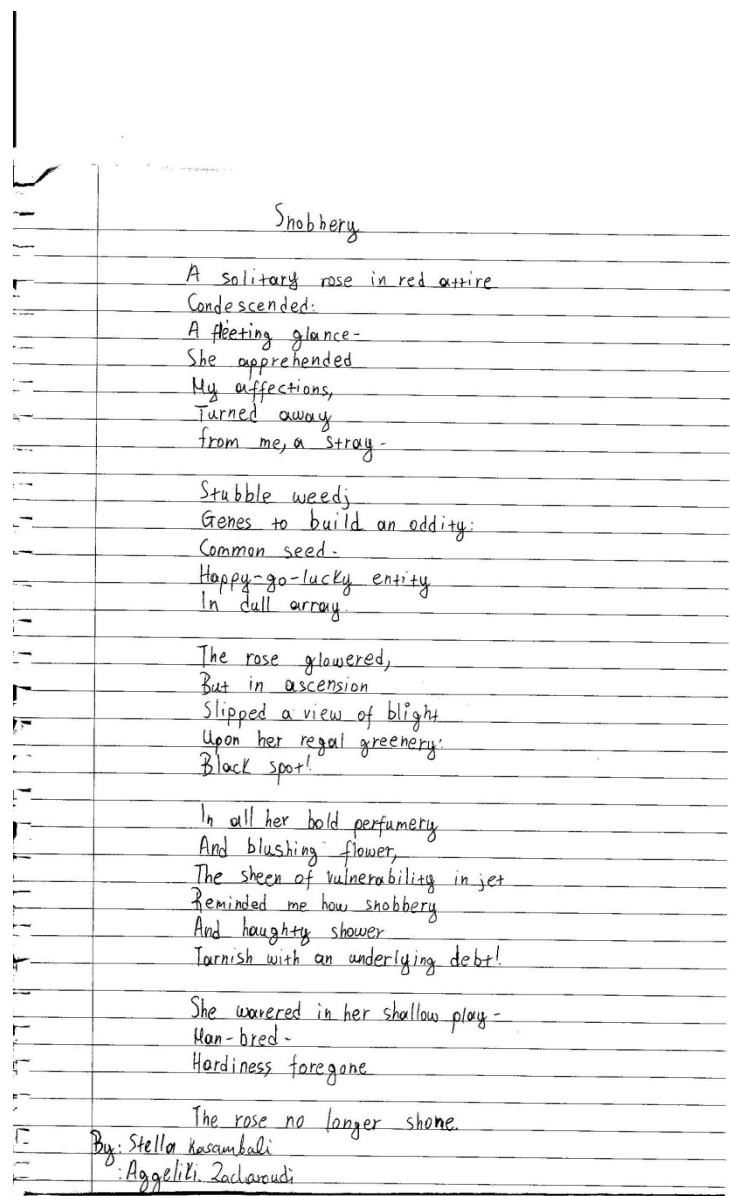 Snobbery
A solitary rose in red attire
Condescended:
A fleeting glance-
She apprehended
My affections,
Turned away
from me, a stray-
Stubble weed;
Genes to build an oddity:
Common seed-
Happy-go-lucky entity
In dull array.
The rose glowered,
But in ascension
Slipped a view of blight
Upon her regal greenery:
Black spot!
In all her bold perfumery
And blushing flower,
The sheen of vulnerability in jet
Reminded me how snobbery
And haughty shower
Tarnish with an underlying debt!
She wavered in her shallow play-
Man-bred-
Hardiness foregone
The rose no longer shone.
By: Stella Kasambali
: Aggeliki Zacharoudi